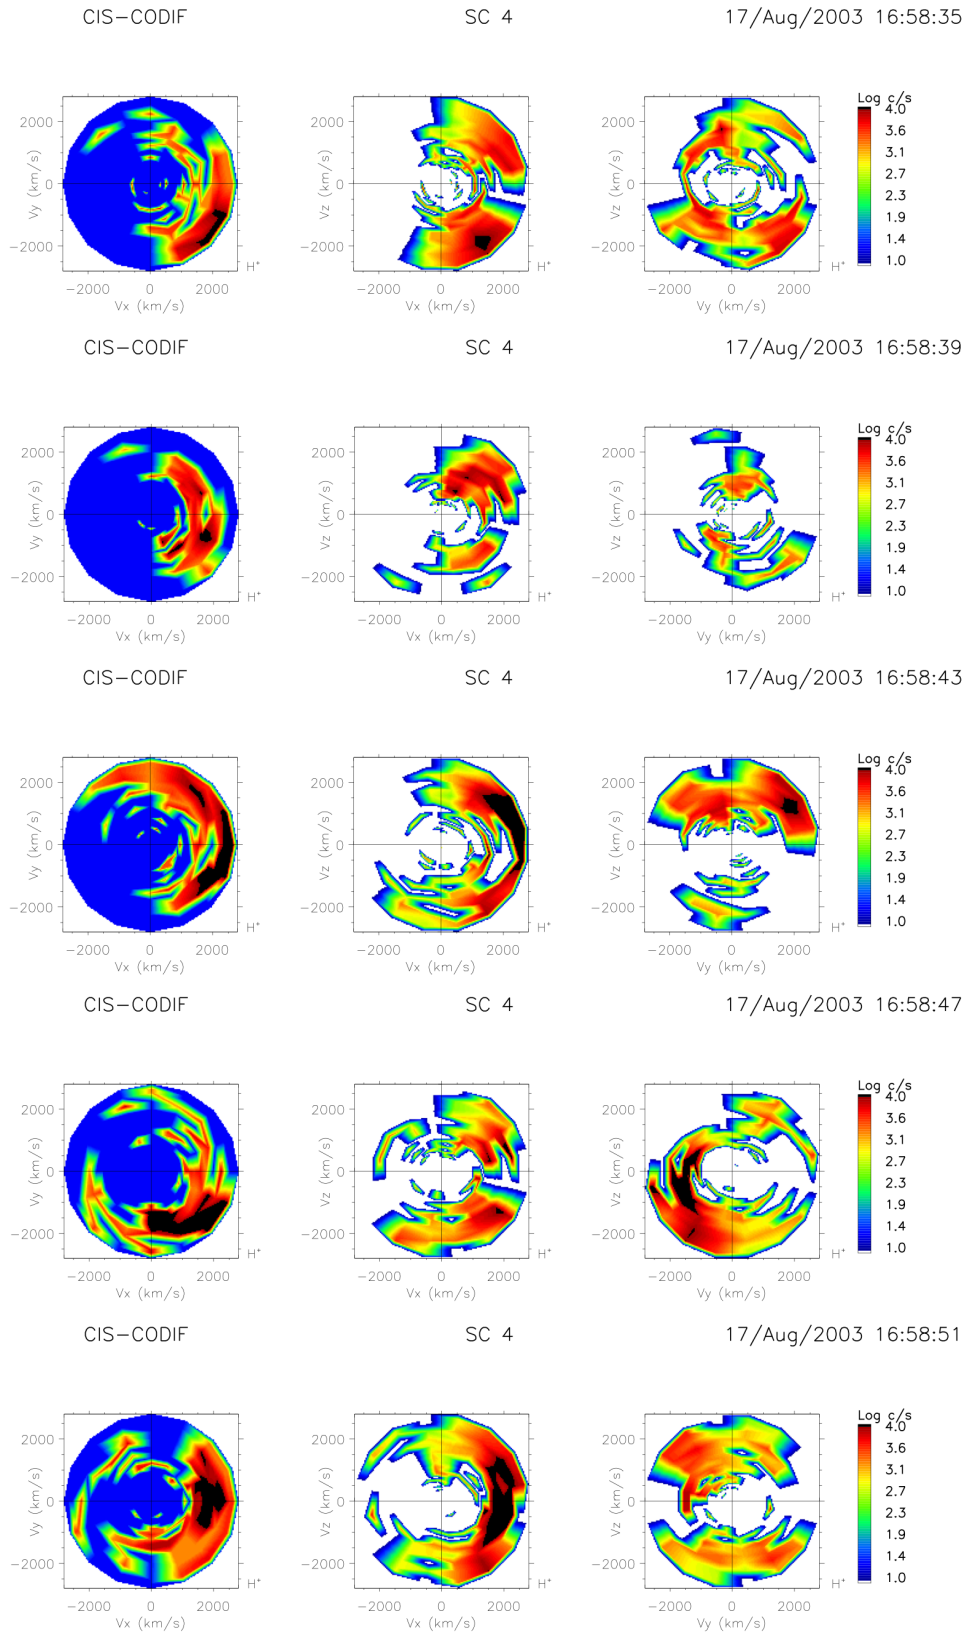 CIS-CODIF SC 4 17/Aug/2003 16:58:35
Log c/s
4.0
3.6
3.1
2.7
2.3
1.9
1.4
1.0
Vy (km/s)
2000
0
-2000
-2000 0 2000
Vx (km/s)
H+
Vz (km/s)
2000
0
-2000
-2000 0 2000
Vx (km/s)
H+
Vz (km/s)
2000
0
-2000
-2000 0 2000
Vy (km/s)
H+
CIS-CODIF SC 4 17/Aug/2003 16:58:39
Log c/s
4.0
3.6
3.1
2.7
2.3
1.9
1.4
1.0
Vy (km/s)
2000
0
-2000
-2000 0 2000
Vx (km/s)
H+
Vz (km/s)
2000
0
-2000
-2000 0 2000
Vx (km/s)
H+
Vz (km/s)
2000
0
-2000
-2000 0 2000
Vy (km/s)
H+
CIS-CODIF SC 4 17/Aug/2003 16:58:43
Log c/s
4.0
3.6
3.1
2.7
2.3
1.9
1.4
1.0
Vy (km/s)
2000
0
-2000
-2000 0 2000
Vx (km/s)
H+
Vz (km/s)
2000
0
-2000
-2000 0 2000
Vx (km/s)
H+
Vz (km/s)
2000
0
-2000
-2000 0 2000
Vy (km/s)
H+
CIS-CODIF SC 4 17/Aug/2003 16:58:47
Log c/s
4.0
3.6
3.1
2.7
2.3
1.9
1.4
1.0
Vy (km/s)
2000
0
-2000
-2000 0 2000
Vx (km/s)
H+
Vz (km/s)
2000
0
-2000
-2000 0 2000
Vx (km/s)
H+
Vz (km/s)
2000
0
-2000
-2000 0 2000
Vy (km/s)
H+
CIS-CODIF SC 4 17/Aug/2003 16:58:51
Log c/s
4.0
3.6
3.1
2.7
2.3
1.9
1.4
1.0
Vy (km/s)
2000
0
-2000
-2000 0 2000
Vx (km/s)
H+
Vz (km/s)
2000
0
-2000
-2000 0 2000
Vx (km/s)
H+
Vz (km/s)
2000
0
-2000
-2000 0 2000
Vy (km/s)
H+